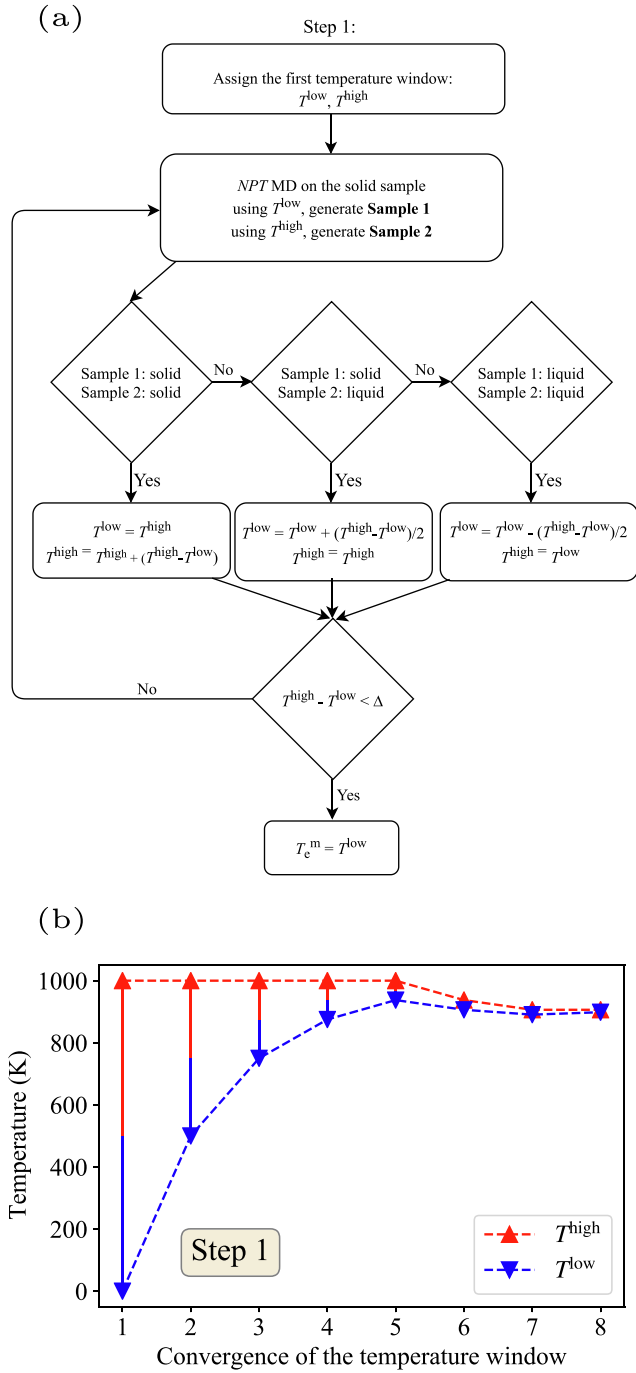 (a)
Step 1:
Assign the first temperature window:
T^low, T^high
NPT MD on the solid sample
using T^low, generate Sample 1
using T^high, generate Sample 2
Sample 1: solid
Sample 2: solid
No
Sample 1: solid
Sample 2: liquid
No
Sample 1: liquid
Sample 2: liquid
Yes
Yes
Yes
T^low = T^high
T^high = T^high + (T^high-T^low)
T^low = T^low + (T^high-T^low)/2
T^high = T^high
T^low = T^low - (T^high-T^low)/2
T^high = T^low
No
T^high - T^low < Δ
Yes
T_e^m = T^low
(b)
Temperature (K)
1000
800
600
400
200
0
Step 1
T^high
T^low
1 2 3 4 5 6 7 8
Convergence of the temperature window